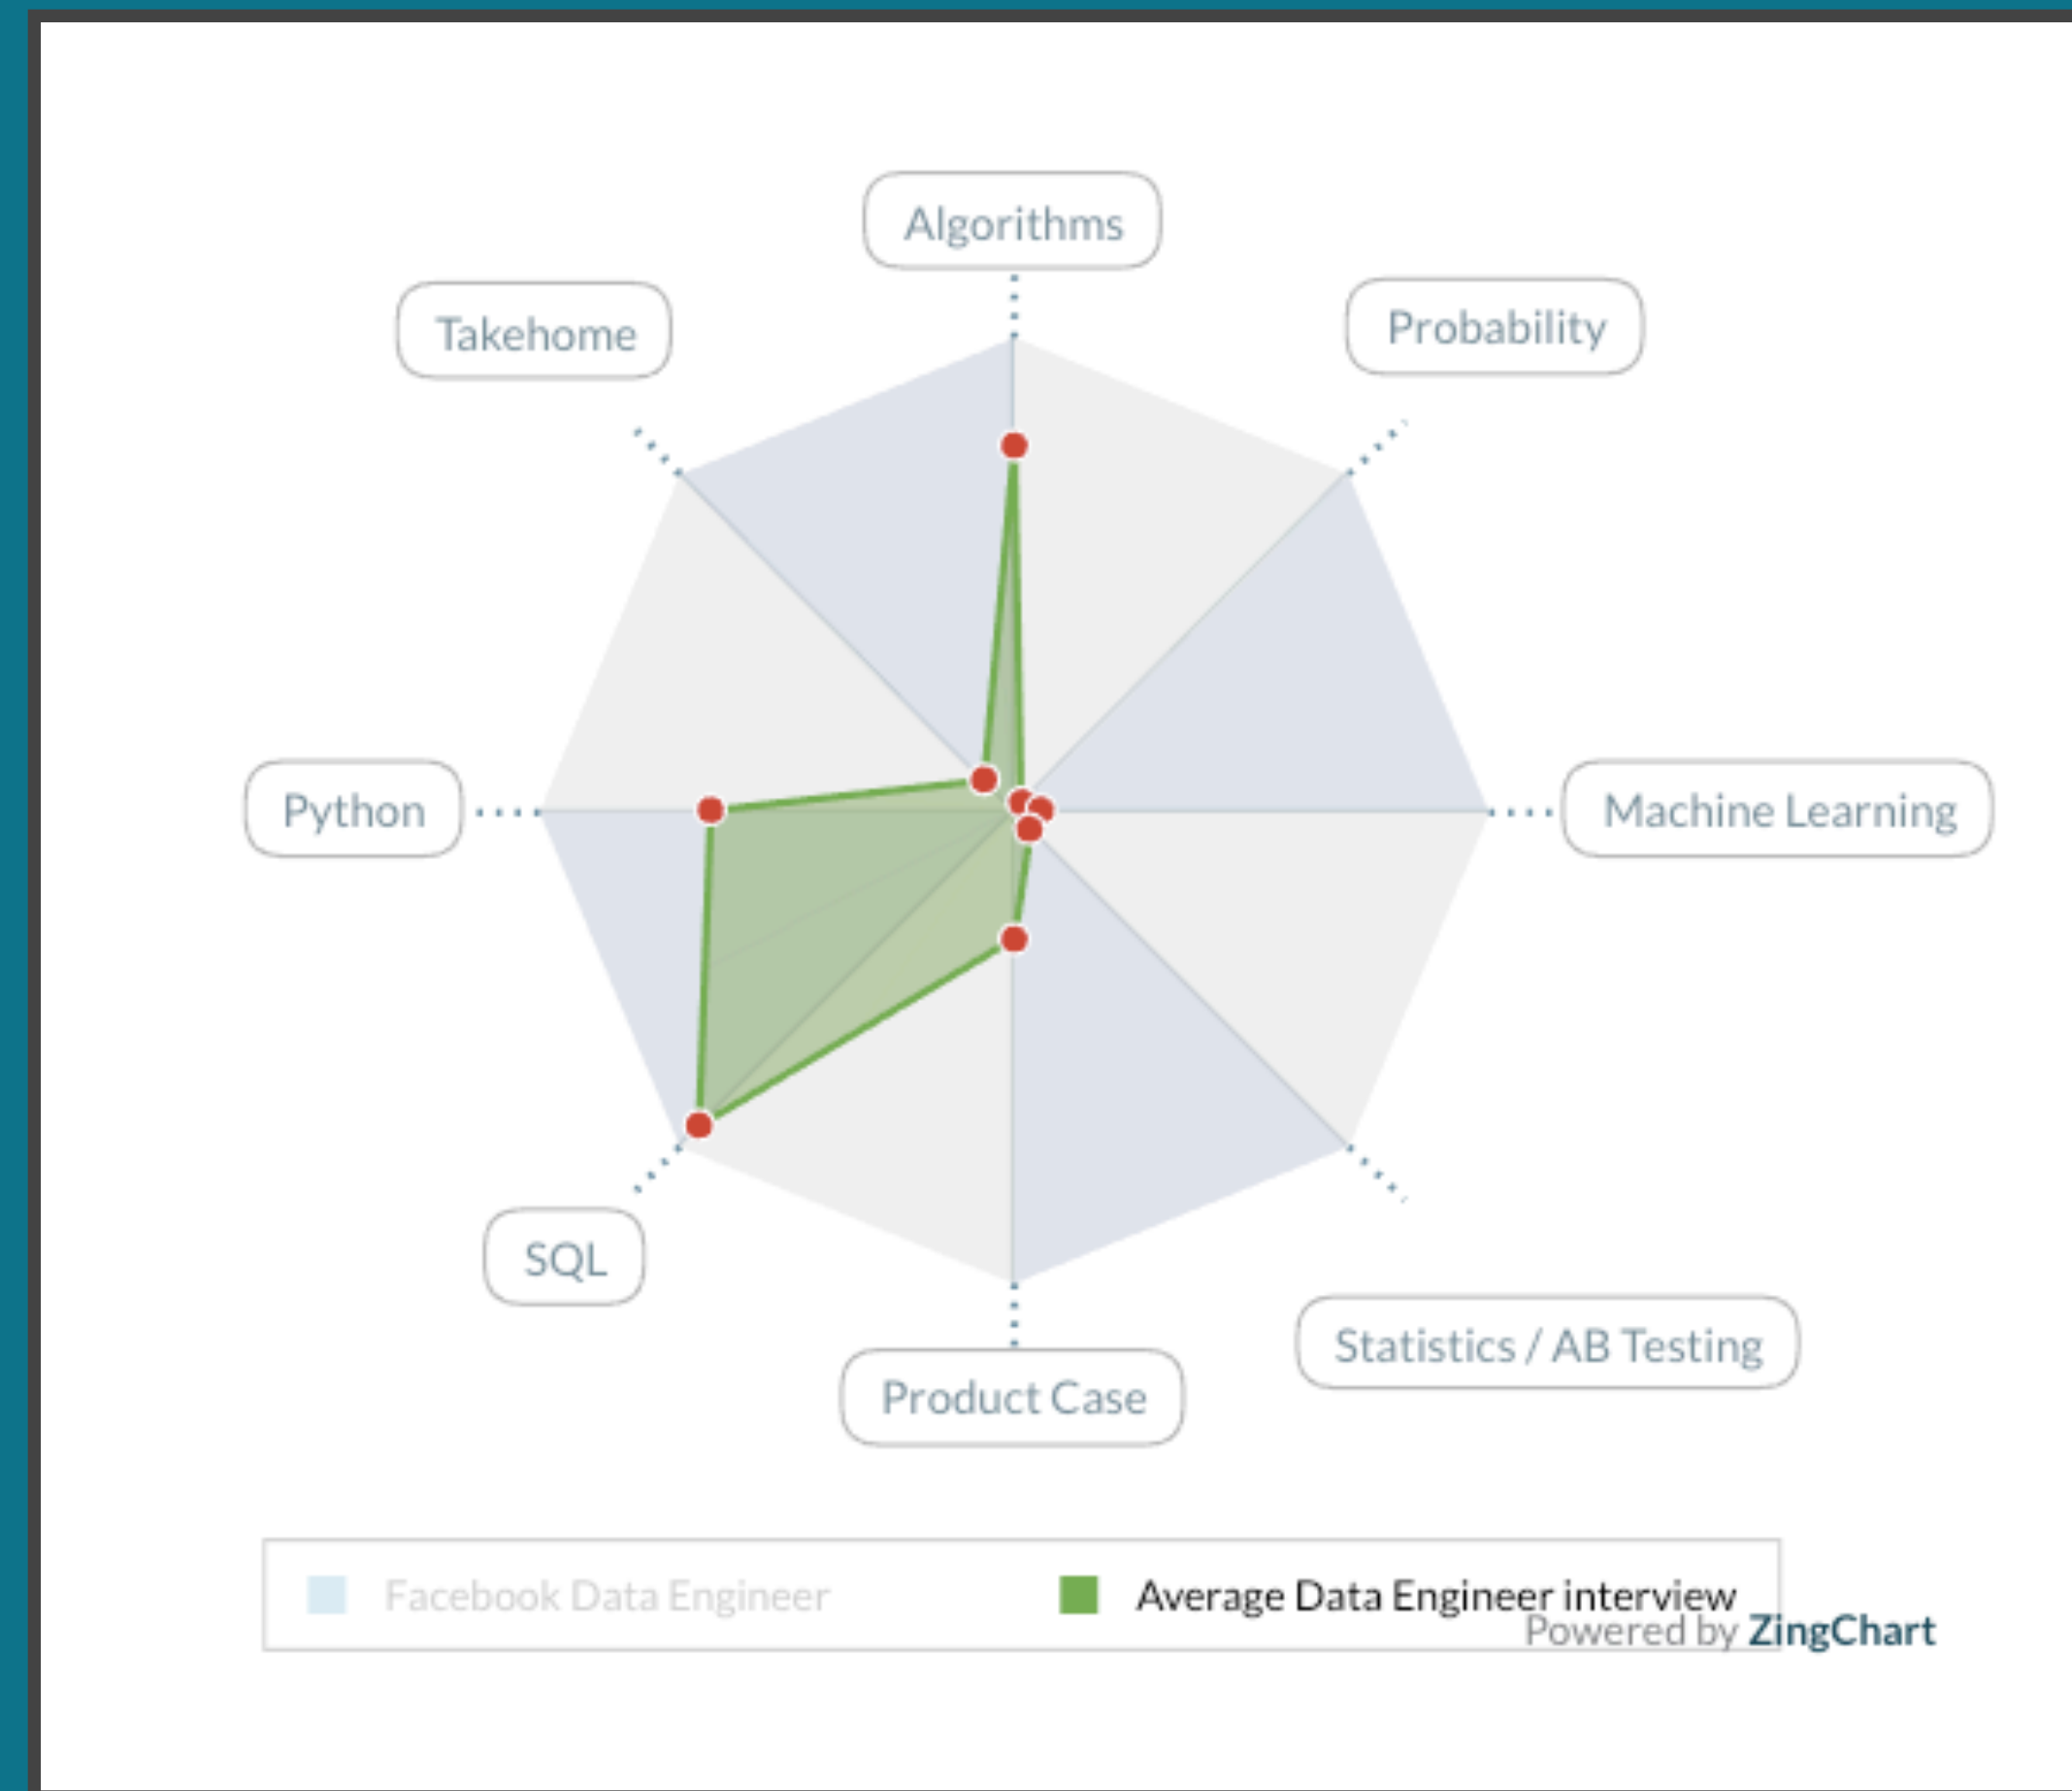 Algorithms
Probability
Takehome
Python
Machine Learning
SQL
Statistics / AB Testing
Product Case
Facebook Data Engineer
Average Data Engineer interview
Powered by ZingChart